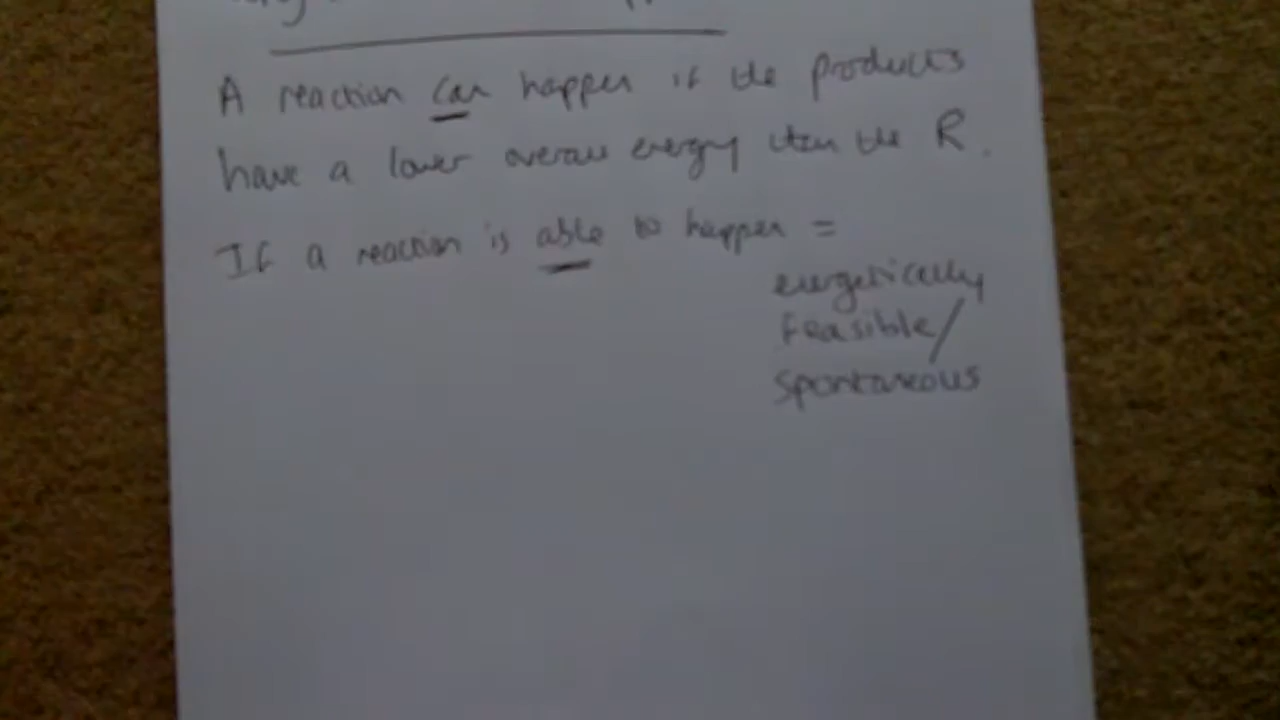 A reaction can happen if the products
have a lower overall energy than the R.
If a reaction is able to happen =
energetically
feasible/
spontaneous